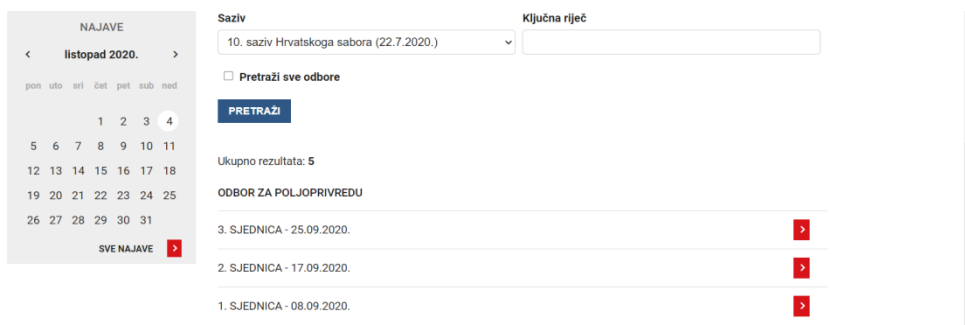 NAJAVE
‹ listopad 2020. ›
pon uto sri čet pet sub ned
1 2 3 4
5 6 7 8 9 10 11
12 13 14 15 16 17 18
19 20 21 22 23 24 25
26 27 28 29 30 31
SVE NAJAVE
Saziv
10. saziv Hrvatskoga sabora (22.7.2020.)
Ključna riječ
Pretraži sve odbore
PRETRAŽI
Ukupno rezultata: 5
ODBOR ZA POLJOPRIVREDU
3. SJEDNICA - 25.09.2020.
2. SJEDNICA - 17.09.2020.
1. SJEDNICA - 08.09.2020.